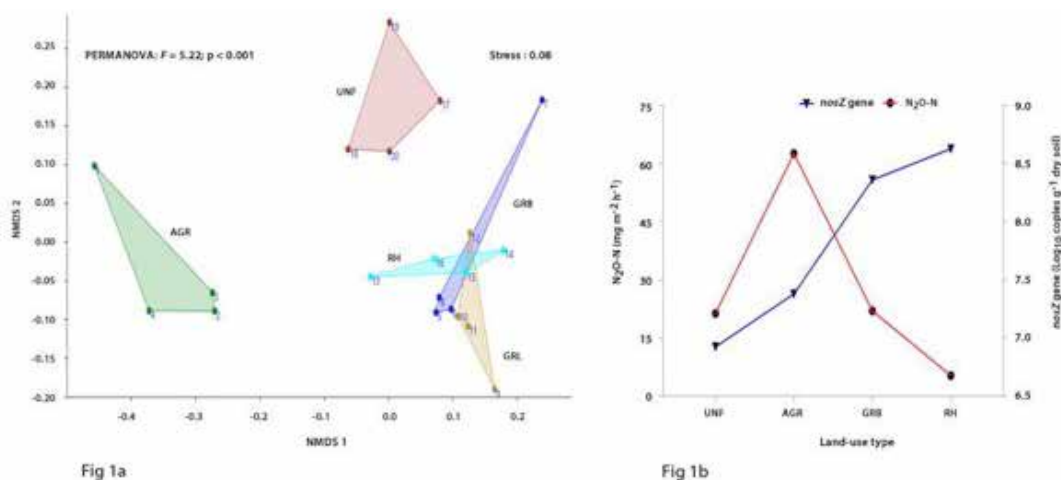 PERMANOVA: F = 5.22; p < 0.001
Stress : 0.08
UNF
AGR
GRB
RH
GRL
0.25
0.20
0.15
0.10
0.05
0.00
-0.05
-0.10
-0.15
-0.20
NMDS 2
-0.4
-0.3
-0.2
-0.1
0.0
0.1
0.2
NMDS 1
Fig 1a
nosZ gene
N₂O-N
75
60
45
30
15
0
N₂O-N (mg m⁻² h⁻¹)
9.0
8.5
8.0
7.5
7.0
6.5
nosZ gene (Log₁₀ copies g⁻¹ dry soil)
UNF
AGR
GRB
RH
Land-use type
Fig 1b